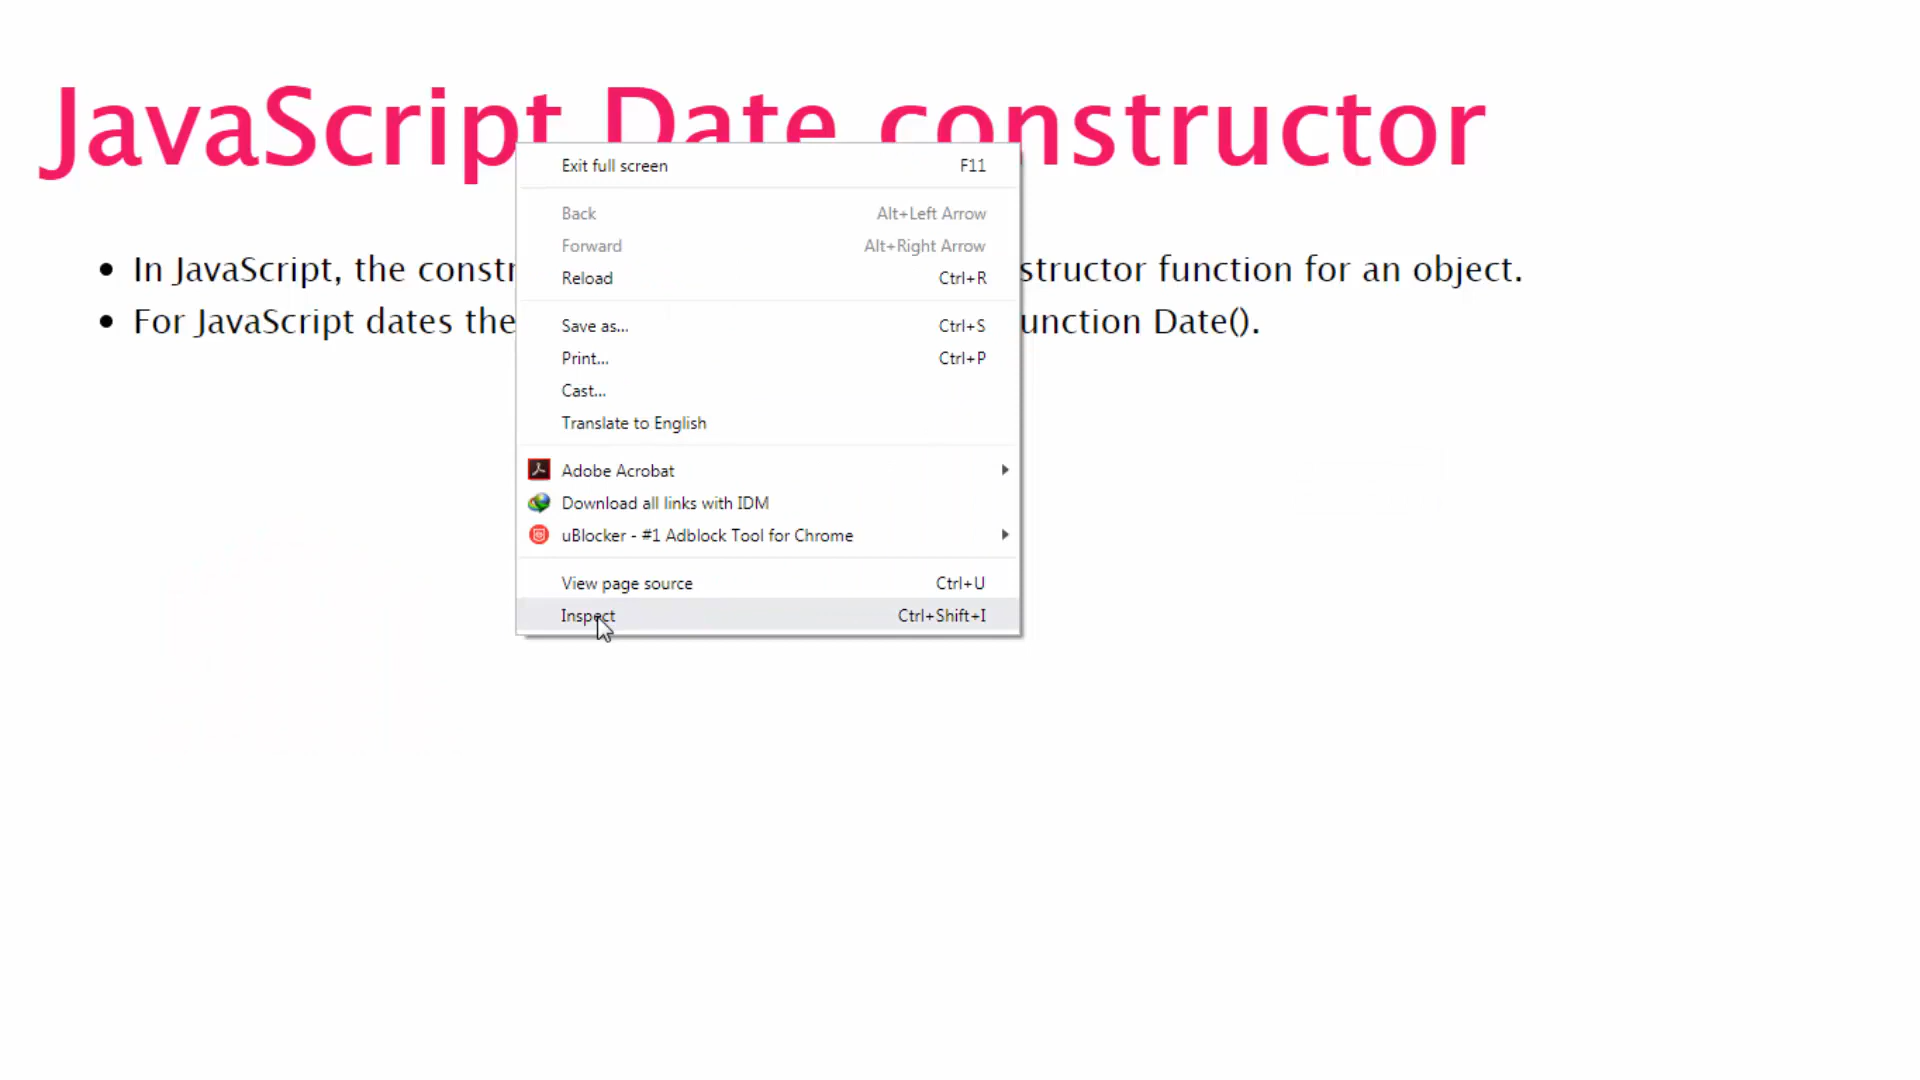 JavaScript Date constructor
Exit full screen F11
Back Alt+Left Arrow
Forward Alt+Right Arrow
• In JavaScript, the constr structor function for an object.
Reload Ctrl+R
• For JavaScript dates the unction Date().
Save as... Ctrl+S
Print... Ctrl+P
Cast...
Translate to English
Adobe Acrobat
Download all links with IDM
uBlocker - #1 Adblock Tool for Chrome
View page source Ctrl+U
Inspect Ctrl+Shift+I